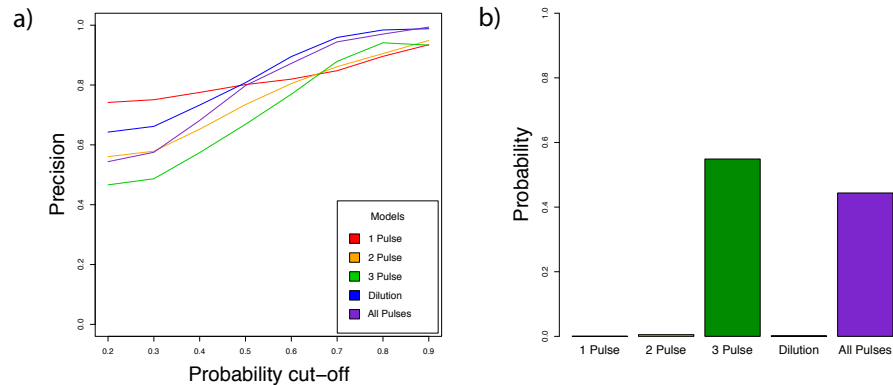 a)
Precision
1.0
0.8
0.6
0.4
0.2
0.0
Models
1 Pulse
2 Pulse
3 Pulse
Dilution
All Pulses
0.2 0.3 0.4 0.5 0.6 0.7 0.8 0.9
Probability cut-off
b)
Probability
1.0
0.8
0.6
0.4
0.2
0.0
1 Pulse 2 Pulse 3 Pulse Dilution All Pulses